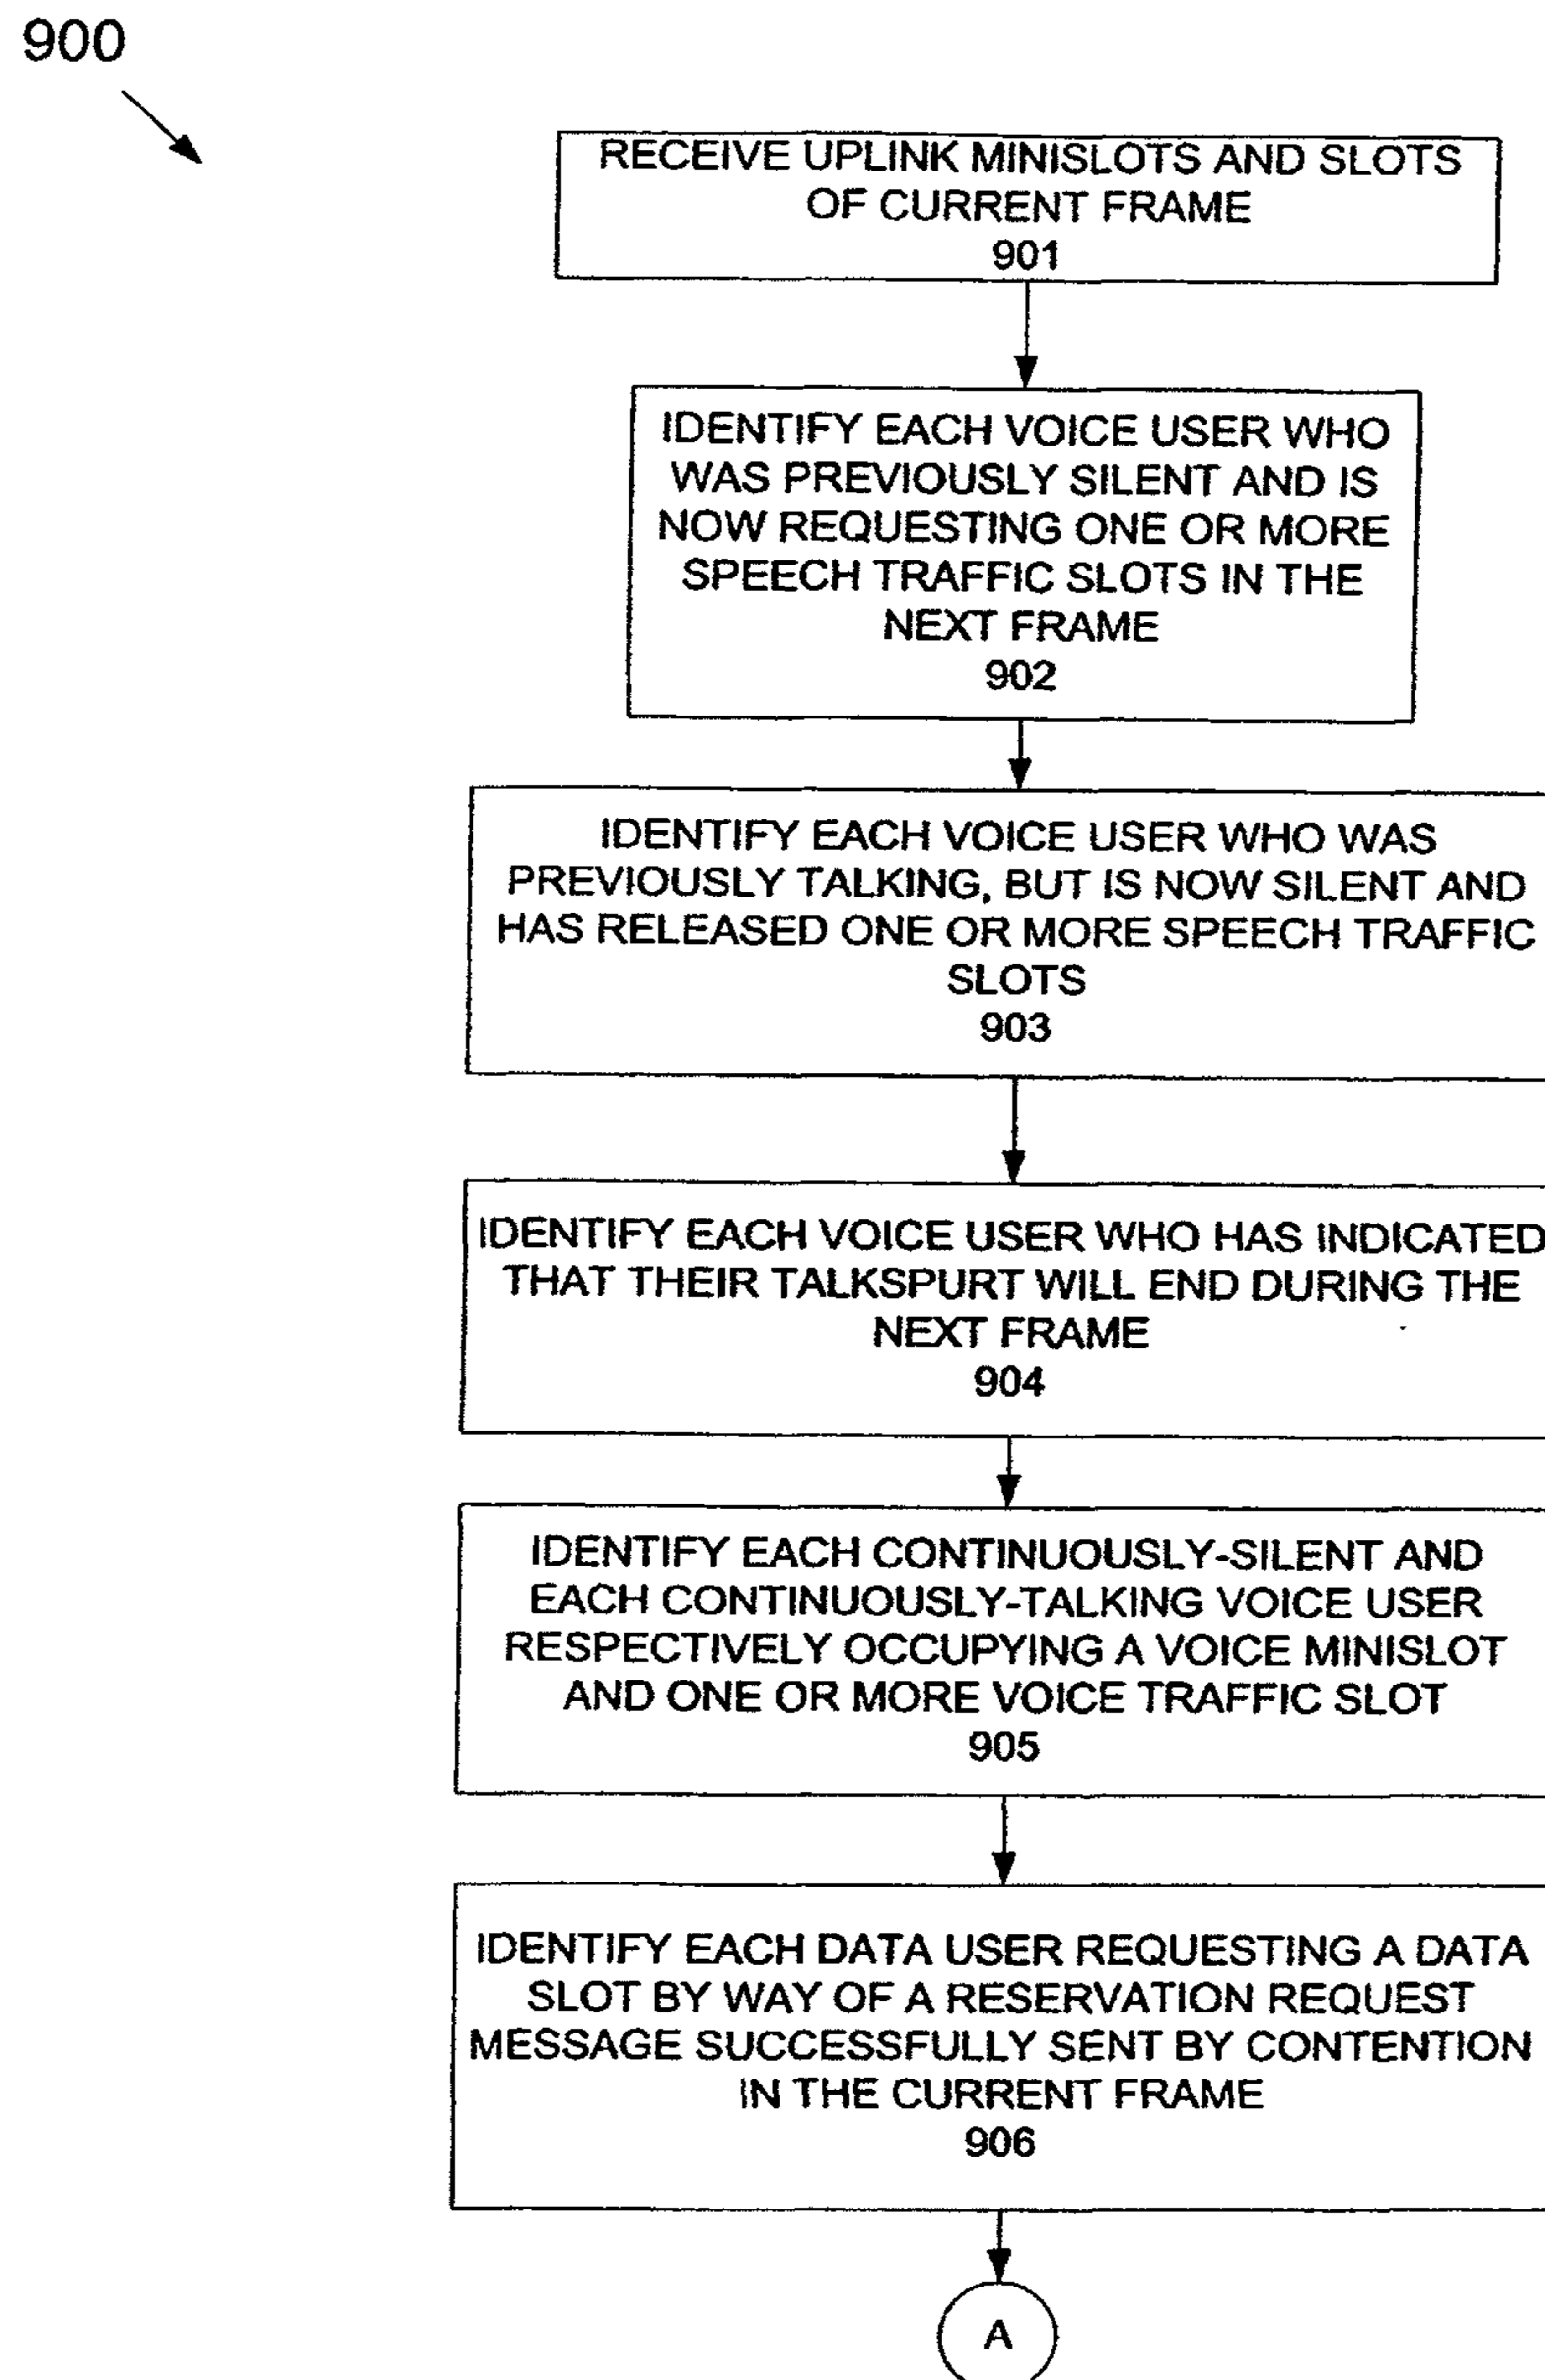 900
RECEIVE UPLINK MINISLOTS AND SLOTS
OF CURRENT FRAME
901
IDENTIFY EACH VOICE USER WHO
WAS PREVIOUSLY SILENT AND IS
NOW REQUESTING ONE OR MORE
SPEECH TRAFFIC SLOTS IN THE
NEXT FRAME
902
IDENTIFY EACH VOICE USER WHO WAS
PREVIOUSLY TALKING, BUT IS NOW SILENT AND
HAS RELEASED ONE OR MORE SPEECH TRAFFIC
SLOTS
903
IDENTIFY EACH VOICE USER WHO HAS INDICATED
THAT THEIR TALKSPURT WILL END DURING THE
NEXT FRAME
904
IDENTIFY EACH CONTINUOUSLY-SILENT AND
EACH CONTINUOUSLY-TALKING VOICE USER
RESPECTIVELY OCCUPYING A VOICE MINISLOT
AND ONE OR MORE VOICE TRAFFIC SLOT
905
IDENTIFY EACH DATA USER REQUESTING A DATA
SLOT BY WAY OF A RESERVATION REQUEST
MESSAGE SUCCESSFULLY SENT BY CONTENTION
IN THE CURRENT FRAME
906
A